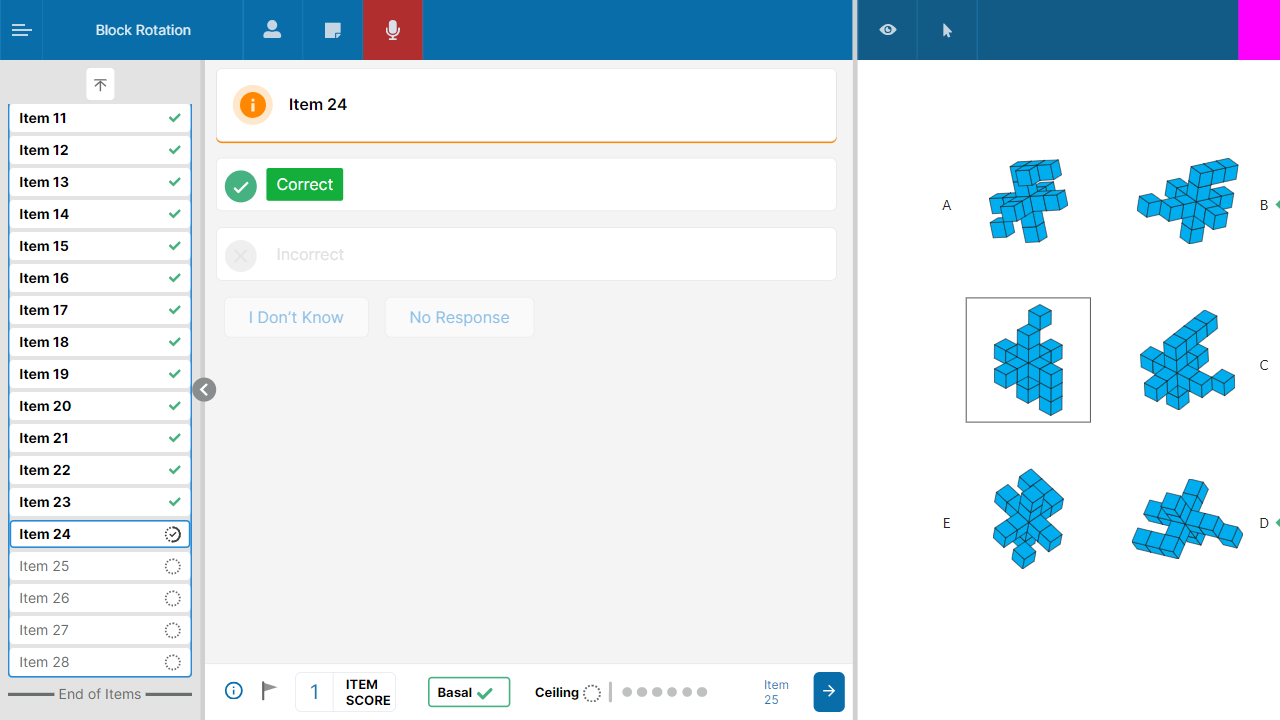 Block Rotation
Item 11
Item 12
Item 13
Item 14
Item 15
Item 16
Item 17
Item 18
Item 19
Item 20
Item 21
Item 22
Item 23
Item 24
Item 25
Item 26
Item 27
Item 28
End of Items
Item 24
Correct
Incorrect
I Don't Know
No Response
1
ITEM
SCORE
Basal
Ceiling
Item
25
A
B
C
E
D